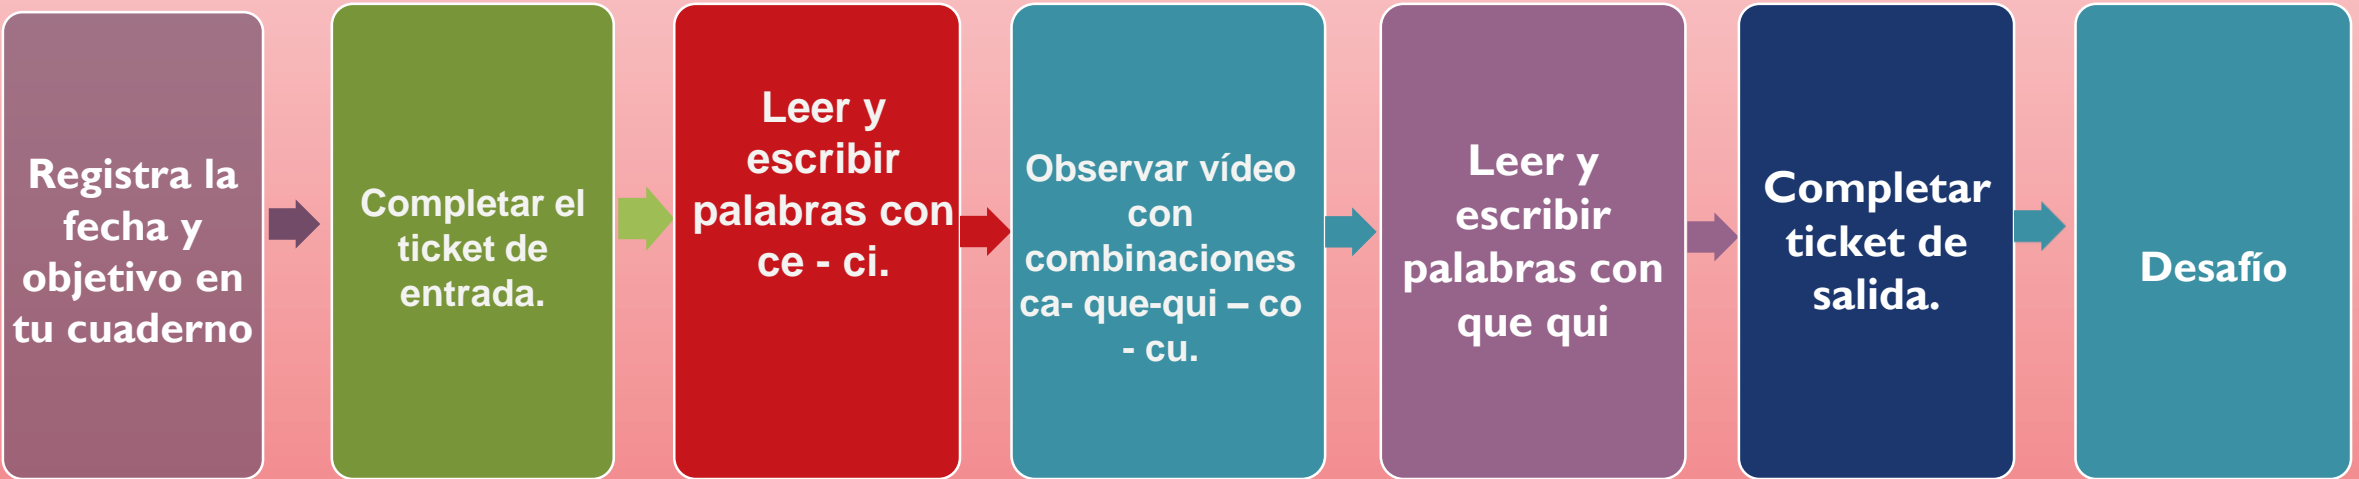 Registra la
fecha y
objetivo en
tu cuaderno
Completar el
ticket de
entrada.
Leer y
escribir
palabras con
ce - ci.
Observar vídeo
con
combinaciones
ca- que-qui – co
- cu.
Leer y
escribir
palabras con
que qui
Completar
ticket de
salida.
Desafío